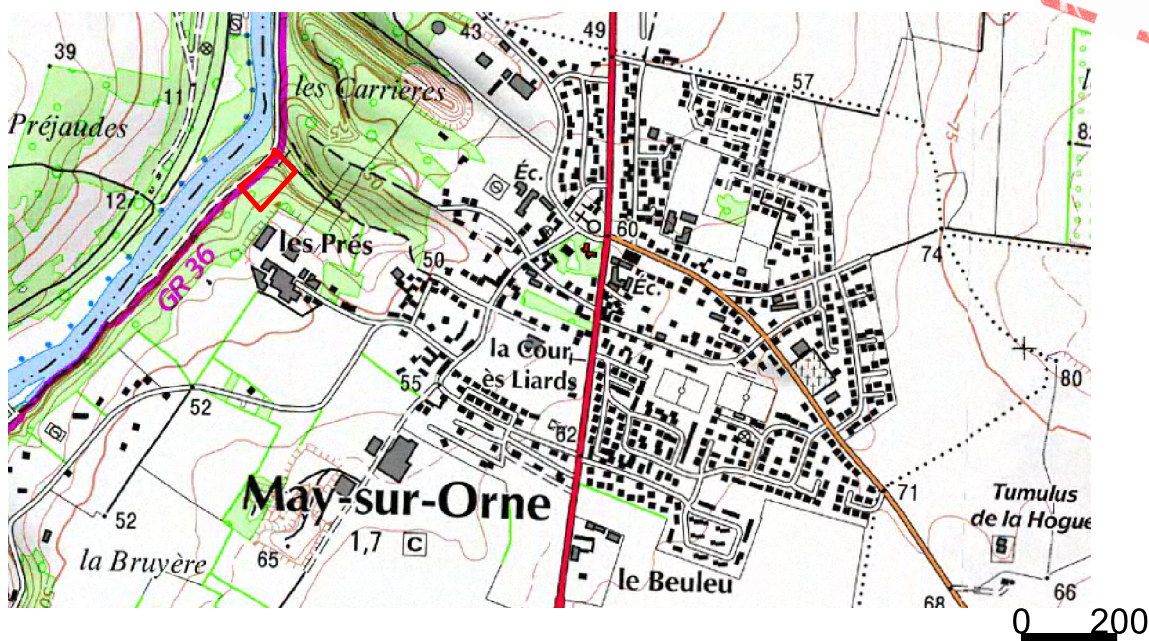 43
49
39
57
les Carrières
11
75
Préjaudes
Éc.
50
12
60
les Prés
74
50
GR 36
Éc.
la Cour
ès Liards
80
55
52
62
71
May-sur-Orne
Tumulus
de la Hogue
52
1,7 C
65
la Bruyère
le Beuleu
66
68
0 200